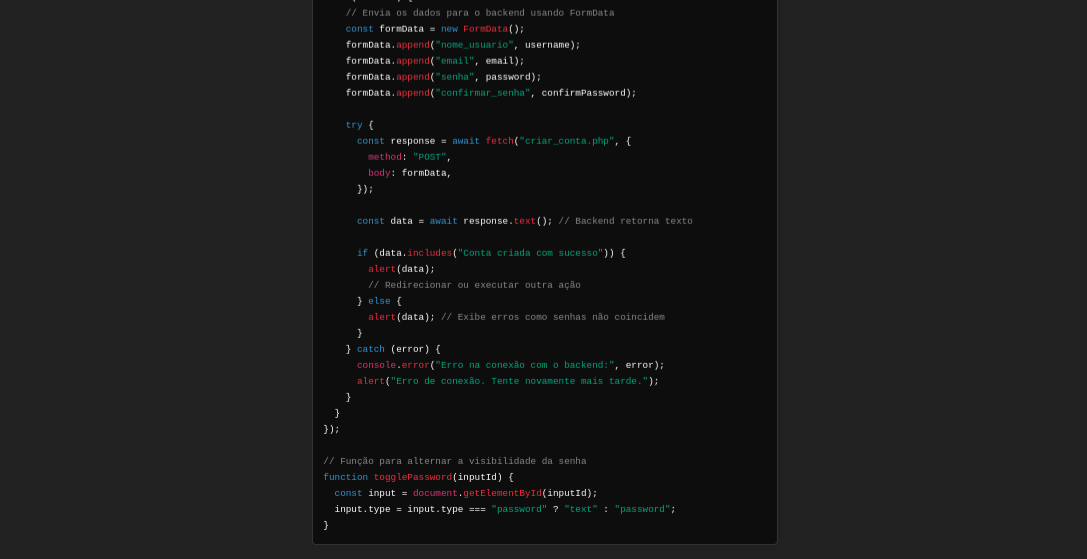 // Envia os dados para o backend usando FormData
const formData = new FormData();
formData.append("nome_usuario", username);
formData.append("email", email);
formData.append("senha", password);
formData.append("confirmar_senha", confirmPassword);
try {
const response = await fetch("criar_conta.php", {
method: "POST",
body: formData,
});
const data = await response.text(); // Backend retorna texto
if (data.includes("Conta criada com sucesso")) {
alert(data);
// Redirecionar ou executar outra ação
} else {
alert(data); // Exibe erros como senhas não coincidem
}
} catch (error) {
console.error("Erro na conexão com o backend:", error);
alert("Erro de conexão. Tente novamente mais tarde.");
}
}
});
// Função para alternar a visibilidade da senha
function togglePassword(inputId) {
const input = document.getElementById(inputId);
input.type = input.type === "password" ? "text" : "password";
}